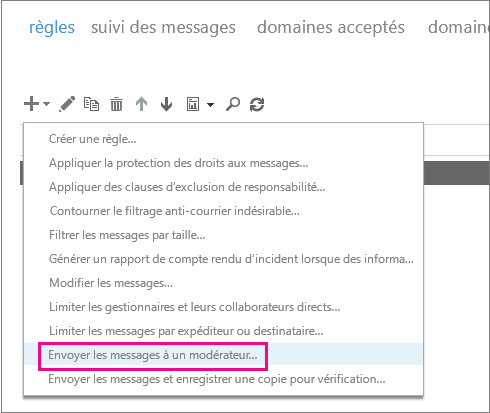 règles suivi des messages domaines acceptés domaine
Créer une règle...
Appliquer la protection des droits aux messages...
Appliquer des clauses d’exclusion de responsabilité...
Contourner le filtrage anti-courrier indésirable...
Filtrer les messages par taille...
Générer un rapport de compte rendu d’incident lorsque des informa...
Modifier les messages...
Limiter les gestionnaires et leurs collaborateurs directs...
Limiter les messages par expéditeur ou destinataire...
Envoyer les messages à un modérateur...
Envoyer les messages et enregistrer une copie pour vérification...